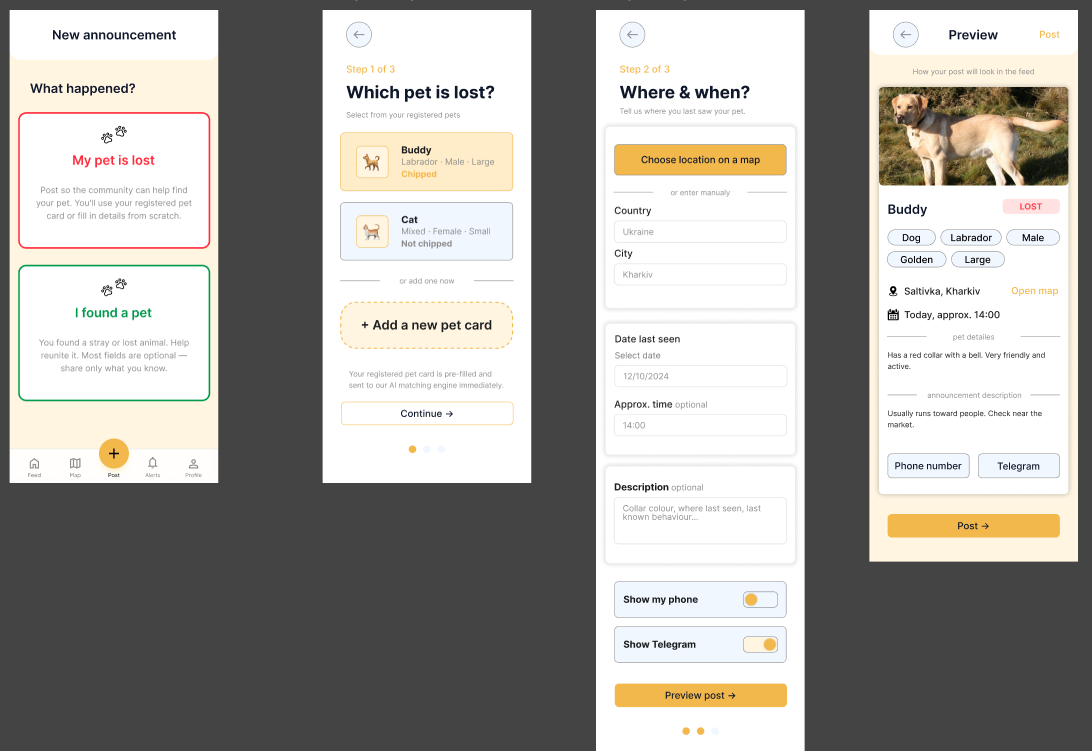 New announcement
What happened?
My pet is lost
Post so the community can help find
your pet. You'll use your registered pet
card or fill in details from scratch.
I found a pet
You found a stray or lost animal. Help
reunite it. Most fields are optional —
share only what you know.
Feed
Map
+
Post
Alerts
Profile
←
Step 1 of 3
Which pet is lost?
Select from your registered pets
Buddy
Labrador · Male · Large
Chipped
Cat
Mixed · Female · Small
Not chipped
or add one now
+ Add a new pet card
Your registered pet card is pre-filled and
sent to our AI matching engine immediately.
Continue →
←
Step 2 of 3
Where & when?
Tell us where you last saw your pet.
Choose location on a map
or enter manualy
Country
Ukraine
City
Kharkiv
Date last seen
Select date
12/10/2024
Approx. time optional
14:00
Description optional
Collar colour, where last seen, last
known behaviour...
Show my phone
Show Telegram
Preview post →
←
Preview
Post
How your post will look in the feed
Buddy
LOST
Dog
Labrador
Male
Golden
Large
Saltivka, Kharkiv
Open map
Today, approx. 14:00
pet detailes
Has a red collar with a bell. Very friendly and
active.
announcement description
Usually runs toward people. Check near the
market.
Phone number
Telegram
Post →